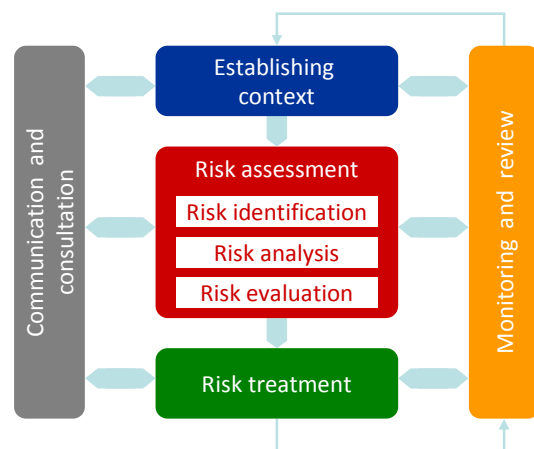 Establishing
context
Risk assessment
Risk identification
Risk analysis
Risk evaluation
Risk treatment
Communication and
consultation
Monitoring and review